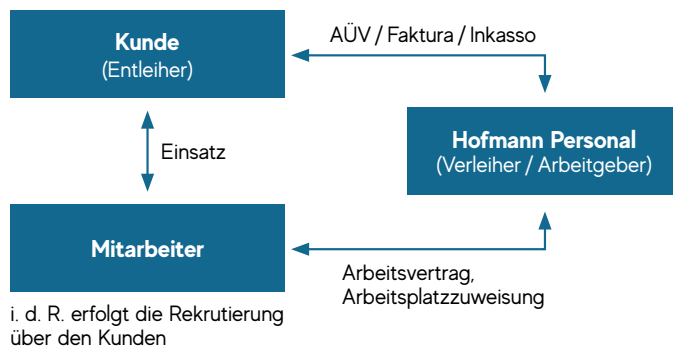 Kunde
(Entleiher)
AÜV / Faktura / Inkasso
Einsatz
Hofmann Personal
(Verleiher / Arbeitgeber)
Mitarbeiter
Arbeitsvertrag,
Arbeitsplatzzuweisung
i. d. R. erfolgt die Rekrutierung
über den Kunden